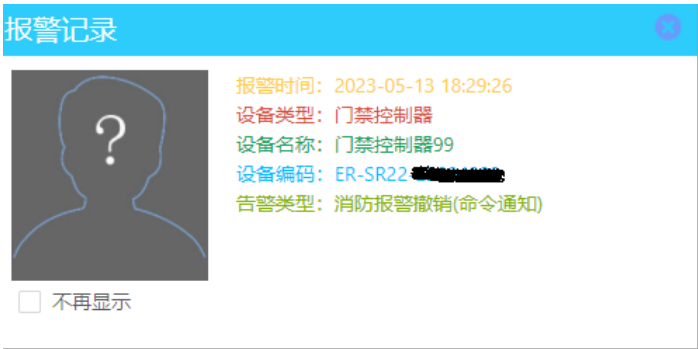 报警记录
?
报警时间：2023-05-13 18:29:26
设备类型：门禁控制器
设备名称：门禁控制器99
设备编码：ER-SR22-
告警类型：消防报警撤销(命令通知)
不再显示